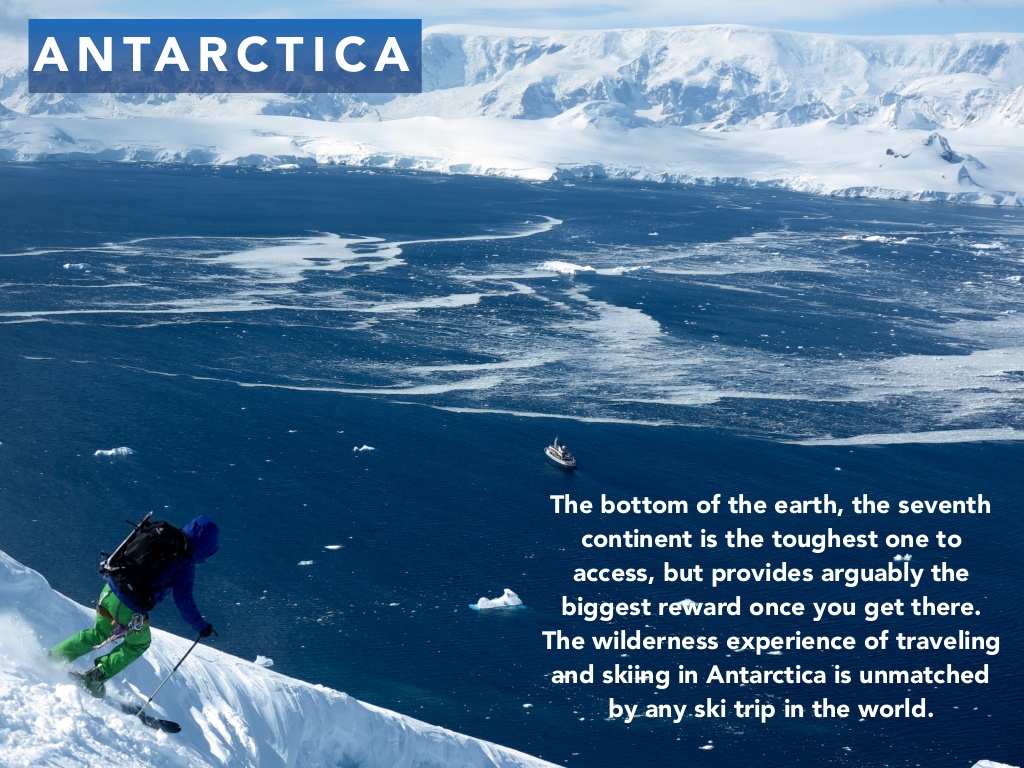 ANTARCTICA
The bottom of the earth, the seventh
continent is the toughest one to
access, but provides arguably the
biggest reward once you get there.
The wilderness experience of traveling
and skiing in Antarctica is unmatched
by any ski trip in the world.